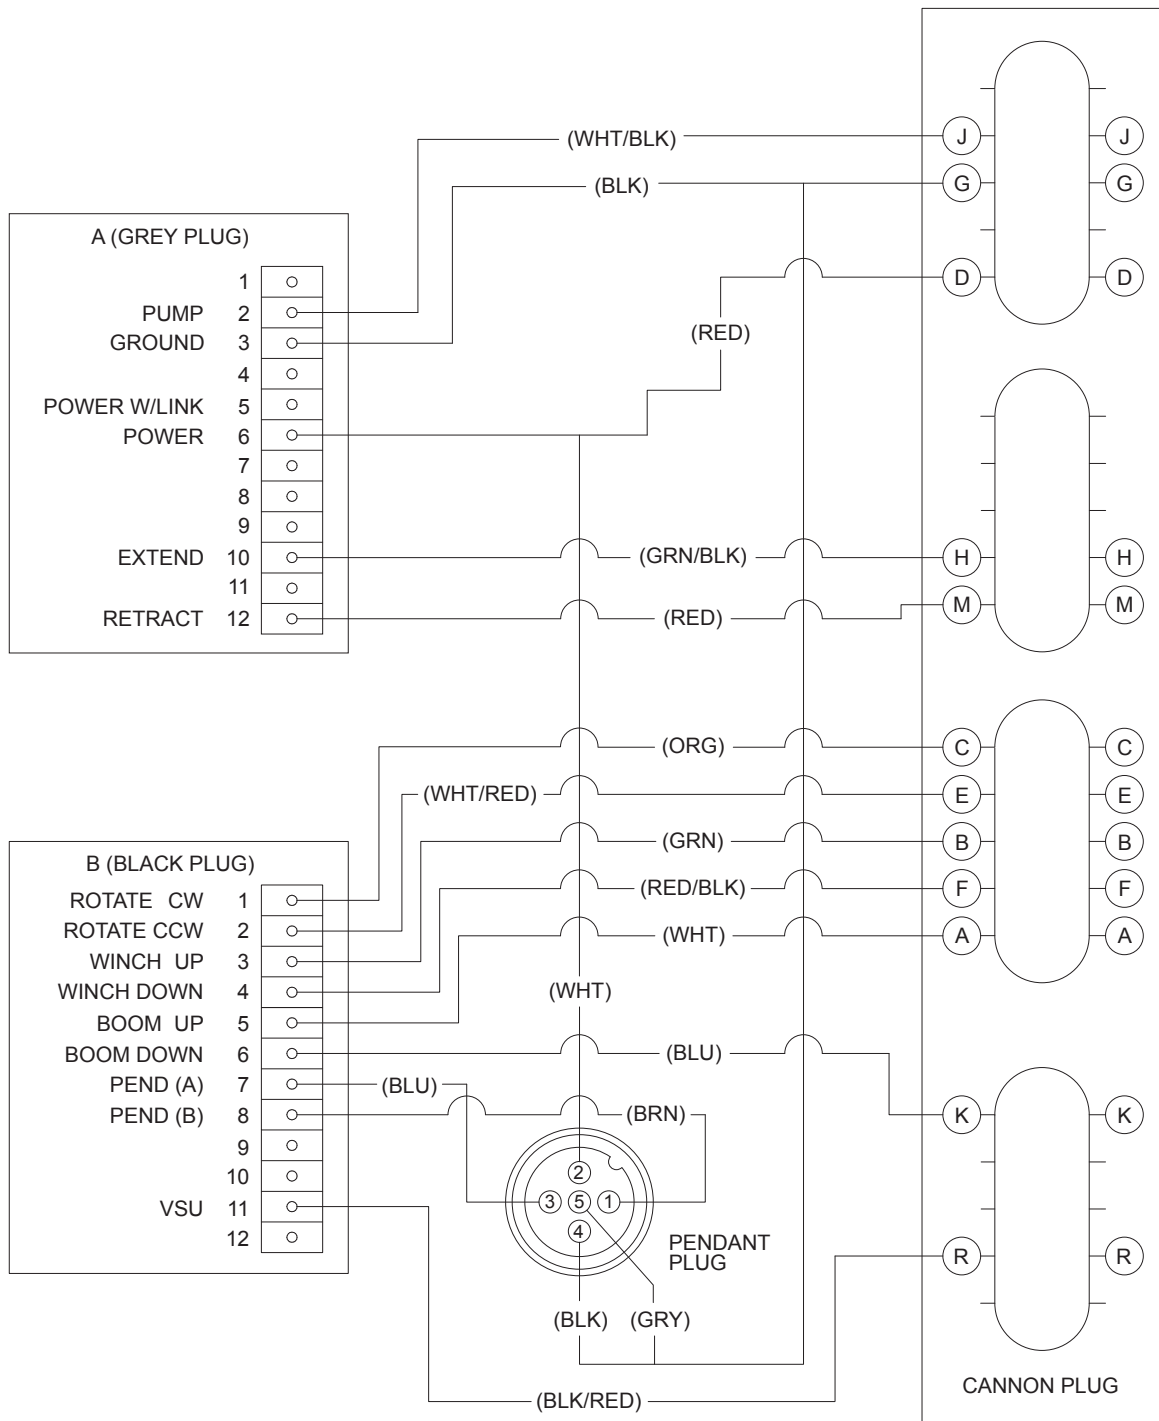 (WHT/BLK) J J
(BLK) G G
A (GREY PLUG)
1
D D
PUMP 2
(RED)
GROUND 3
4
POWER W/LINK 5
POWER 6
7
8
9
EXTEND 10 (GRN/BLK) H H
11
RETRACT 12 (RED) M M
(ORG) C C
(WHT/RED) E E
(GRN) B B
B (BLACK PLUG)
ROTATE CW 1 (RED/BLK) F F
ROTATE CCW 2 (WHT) A A
WINCH UP 3
WINCH DOWN 4 (WHT)
BOOM UP 5
BOOM DOWN 6 (BLU)
PEND (A) 7 (BLU)
PEND (B) 8 (BRN) K K
9
10
2
VSU 11 3 5 1
12 4
PENDANT
PLUG
R R
(BLK) (GRY)
CANNON PLUG
(BLK/RED)